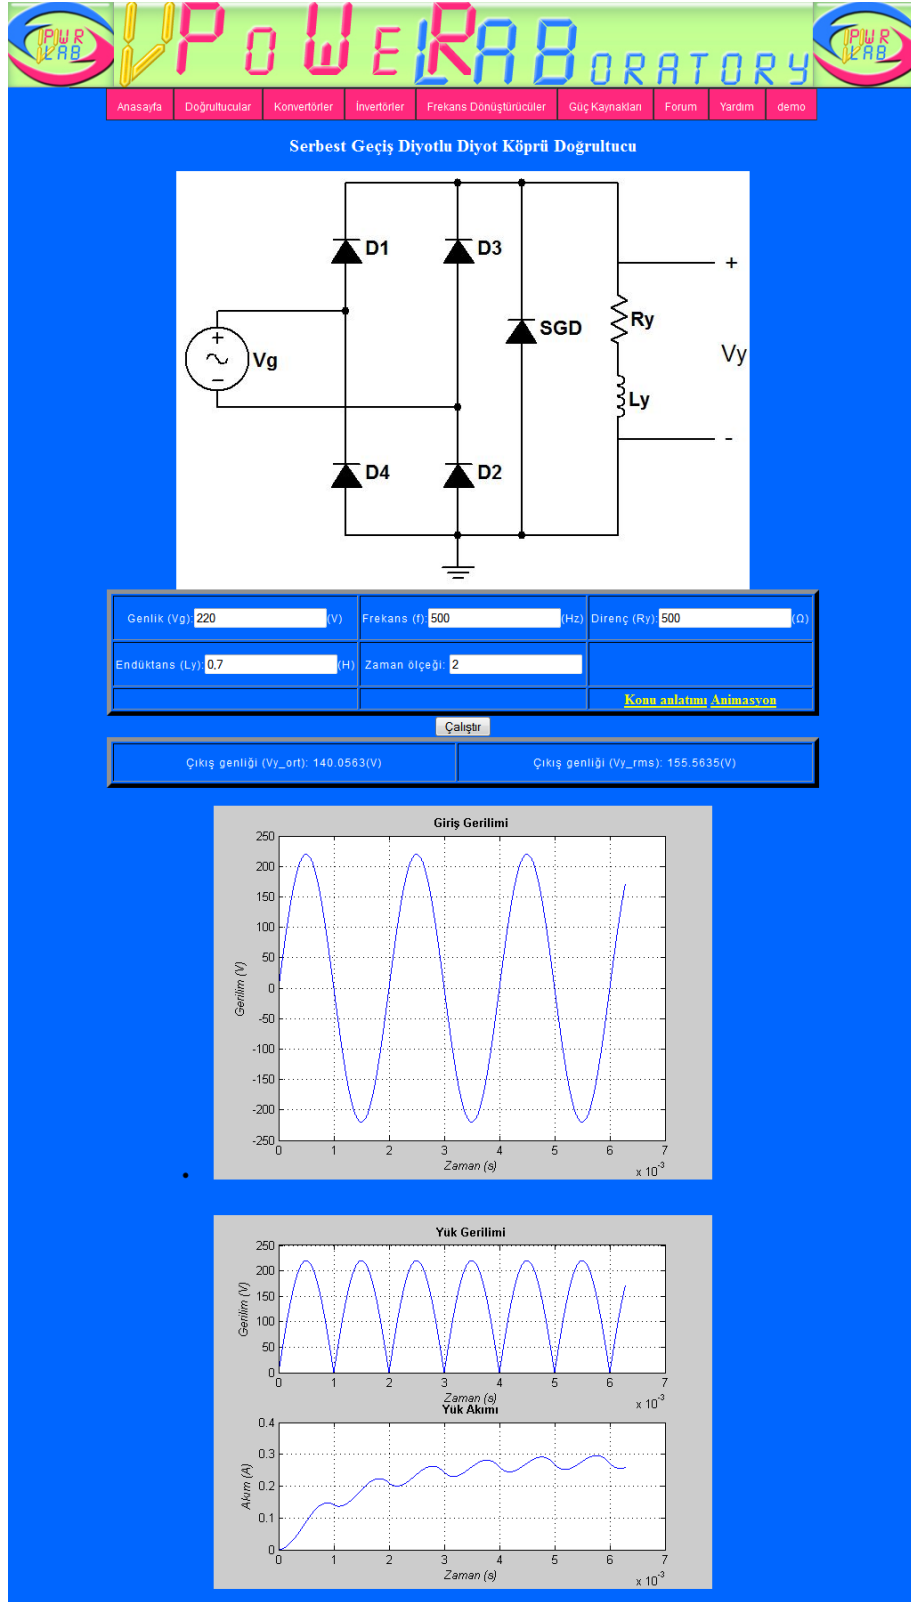 PWR LAB VPOWERLABORATORY PWR LAB
Anasayfa Doğrultucular Konvertörler İnvertörler Frekans Dönüştürücüler Güç Kaynakları Forum Yardım demo
Serbest Geçiş Diyotlu Diyot Köprü Doğrultucu
D1 D3
+
SGD Ry
+ Vg Vy
−
Ly
-
D4 D2
Genlik (Vg): 220 (V) Frekans (f): 500 (Hz) Direnç (Ry): 500 (Ω)
Endüktans (Ly): 0,7 (H) Zaman ölçeği: 2
Konu anlatımı Animasyon
Çalıştır
Çıkış genliği (Vy_ort): 140.0563(V) Çıkış genliği (Vy_rms): 155.5635(V)
Giriş Gerilimi
250
200
150
100
50
0
-50
-100
-150
-200
-250
Gerilim (V)
0 1 2 3 4 5 6 7
Zaman (s)
x 10-3
Yük Gerilimi
250
200
150
100
50
0
Gerilim (V)
0 1 2 3 4 5 6 7
Zaman (s)
x 10-3
Yük Akımı
0.4
0.3
0.2
0.1
0
Akım (A)
0 1 2 3 4 5 6 7
Zaman (s)
x 10-3